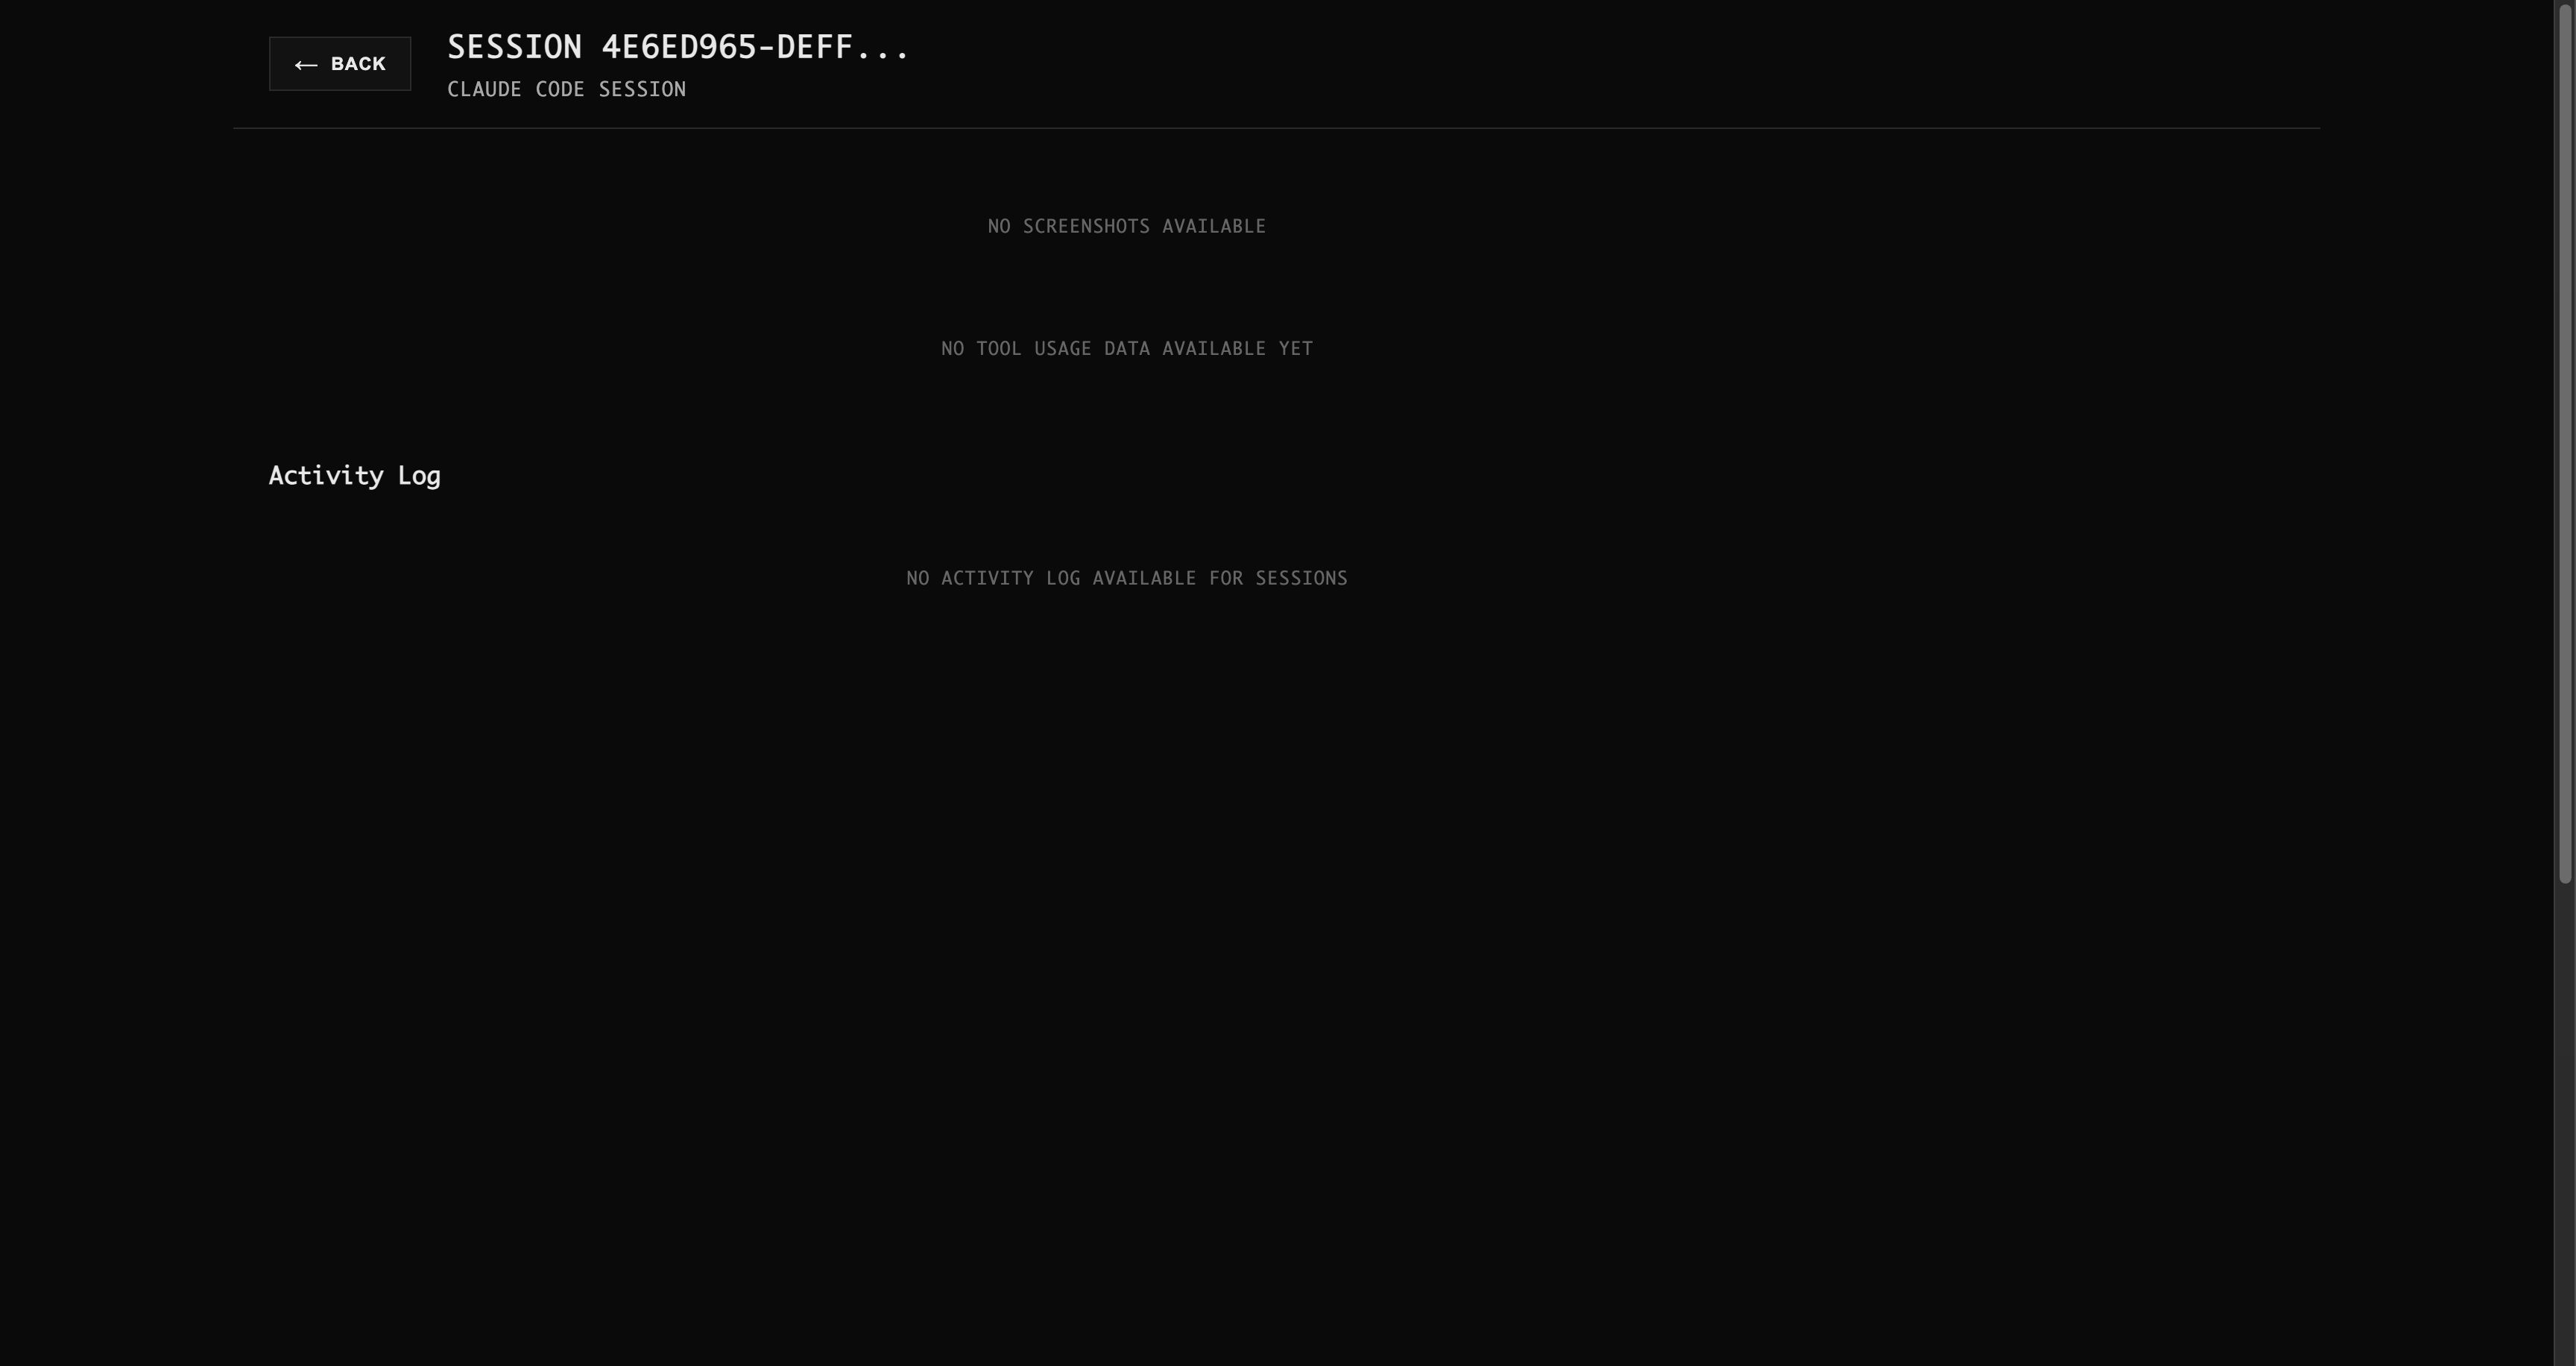 ← BACK
SESSION 4E6ED965-DEFF...
CLAUDE CODE SESSION
NO SCREENSHOTS AVAILABLE
NO TOOL USAGE DATA AVAILABLE YET
Activity Log
NO ACTIVITY LOG AVAILABLE FOR SESSIONS